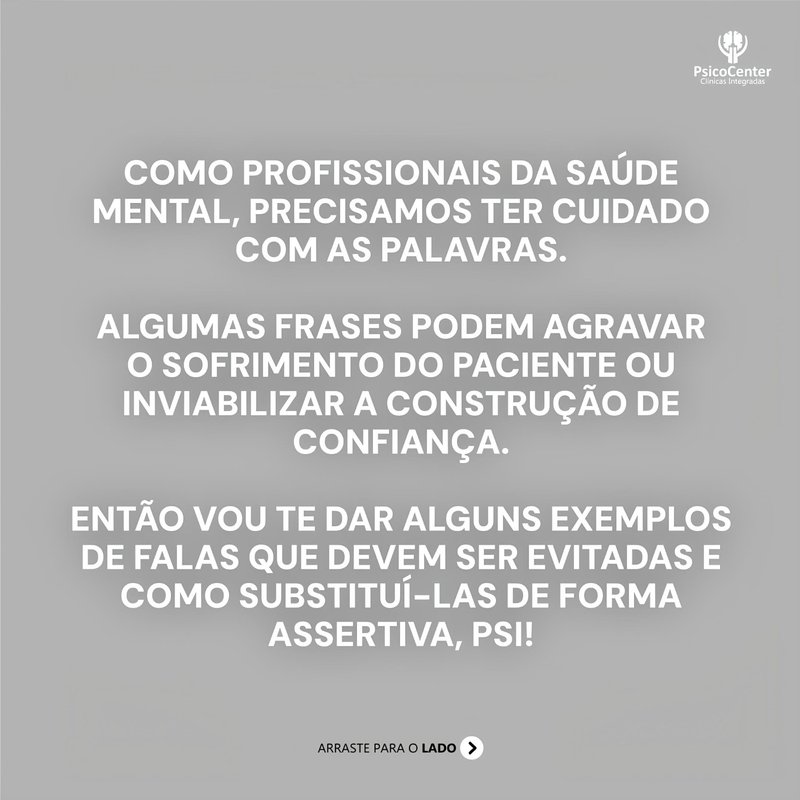 PsicoCenter
Clínicas Integradas
COMO PROFISSIONAIS DA SAÚDE
MENTAL, PRECISAMOS TER CUIDADO
COM AS PALAVRAS.
ALGUMAS FRASES PODEM AGRAVAR
O SOFRIMENTO DO PACIENTE OU
INVIABILIZAR A CONSTRUÇÃO DE
CONFIANÇA.
ENTÃO VOU TE DAR ALGUNS EXEMPLOS
DE FALAS QUE DEVEM SER EVITADAS E
COMO SUBSTITUÍ-LAS DE FORMA
ASSERTIVA, PSI!
ARRASTE PARA O LADO